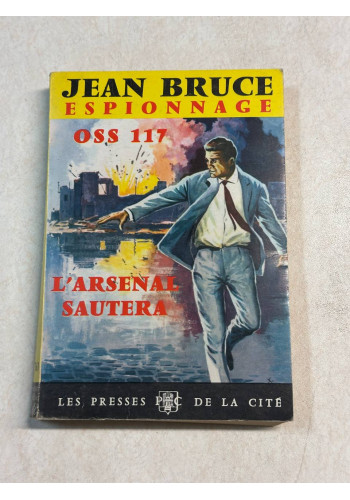 JEAN BRUCE
ESPIONNAGE
OSS 117
L'ARSENAL
SAUTERA
LES PRESSES P C DE LA CITÉ